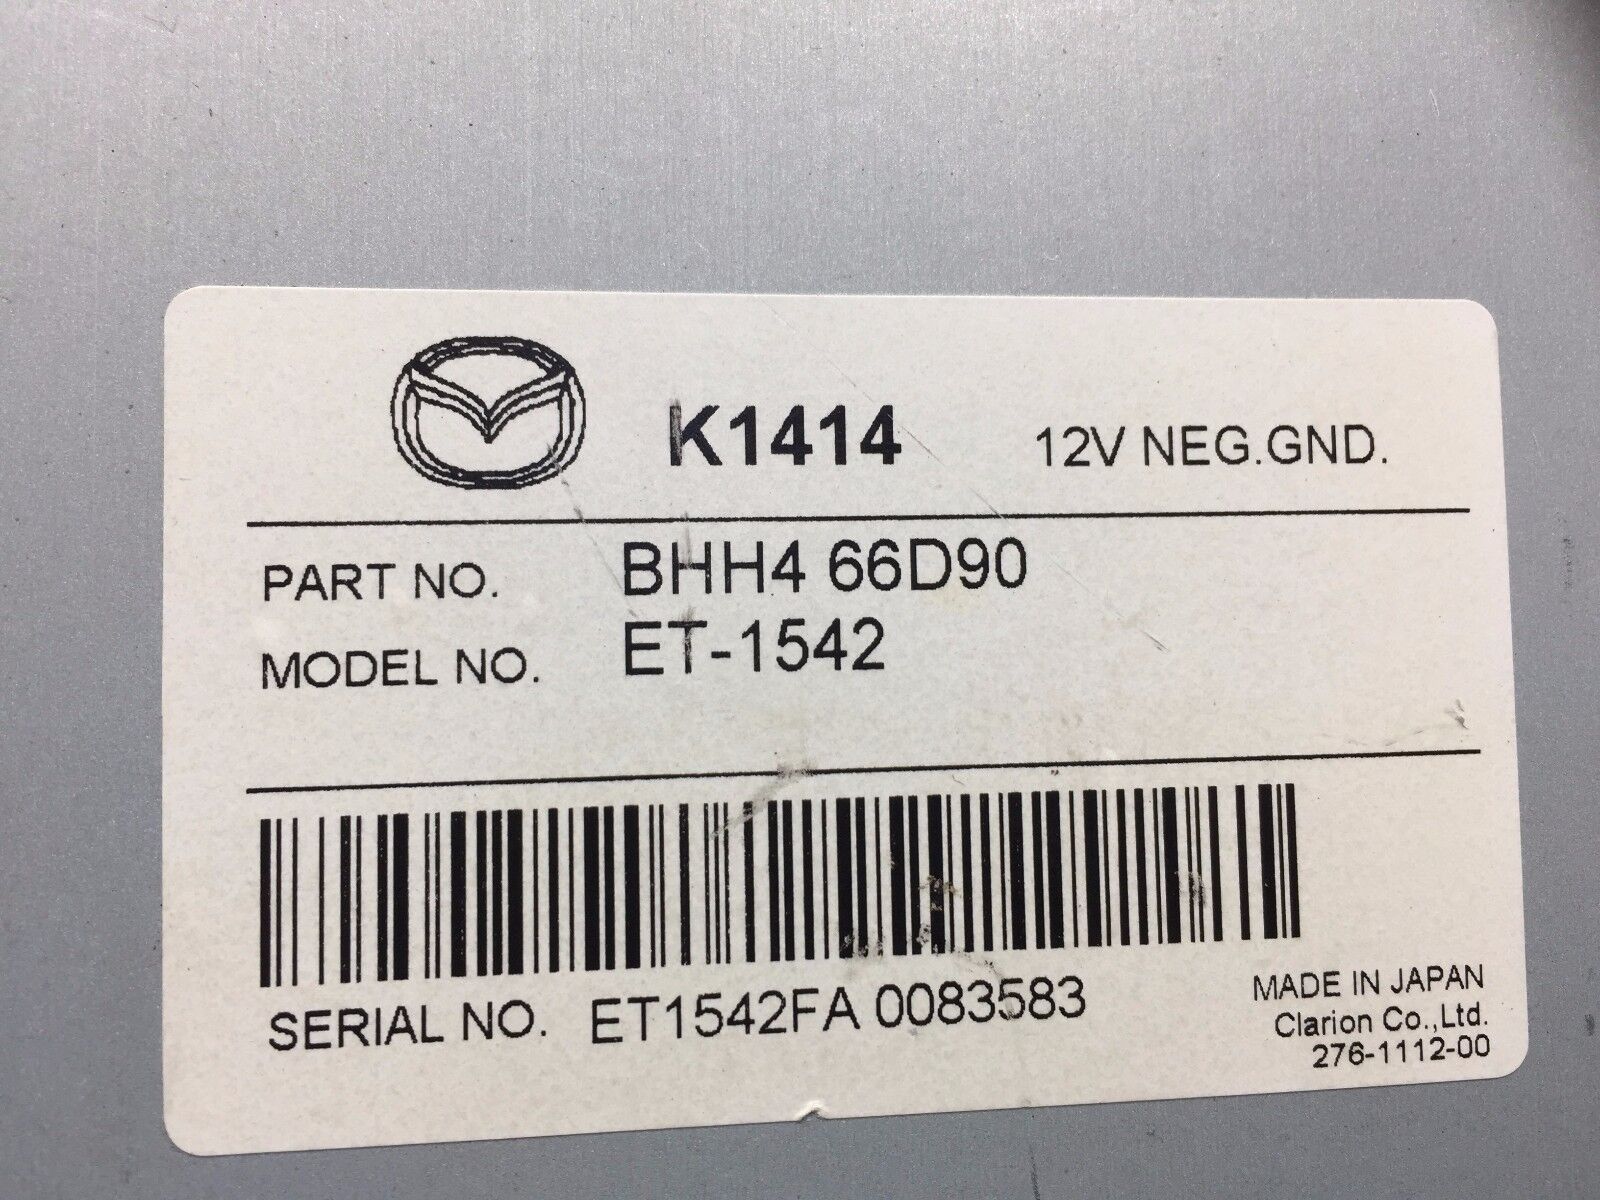 K1414 12V NEG.GND.
PART NO. BHH4 66D90
MODEL NO. ET-1542
SERIAL NO. ET1542FA 0083583
MADE IN JAPAN
Clarion Co.,Ltd.
276-1112-00